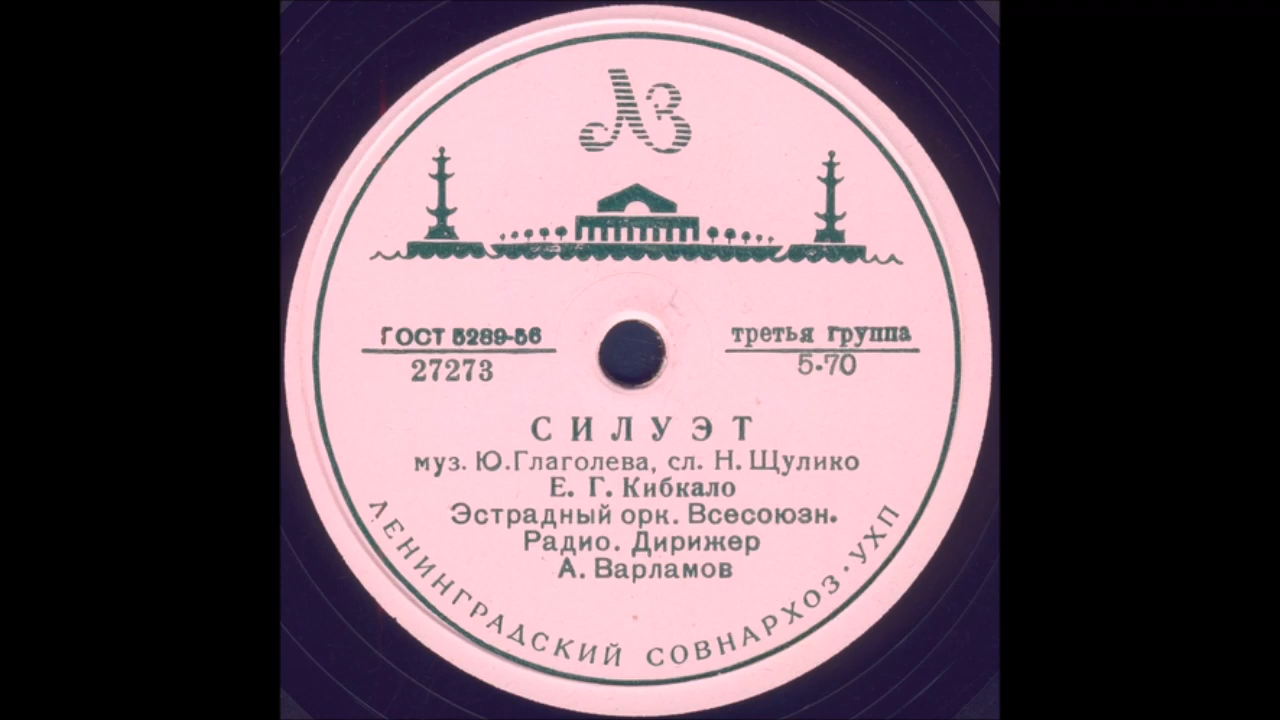 ЛЗ
ГОСТ 5289-56
27273
третья группа
5-70
СИЛУЭТ
муз. Ю.Глаголева, сл. Н. Щулико
Е. Г. Кибкало
Эстрадный орк. Всесоюзн.
Радио. Дирижер
А. Варламов
ЛЕНИНГРАДСКИЙ СОВНАРХОЗ · УХП